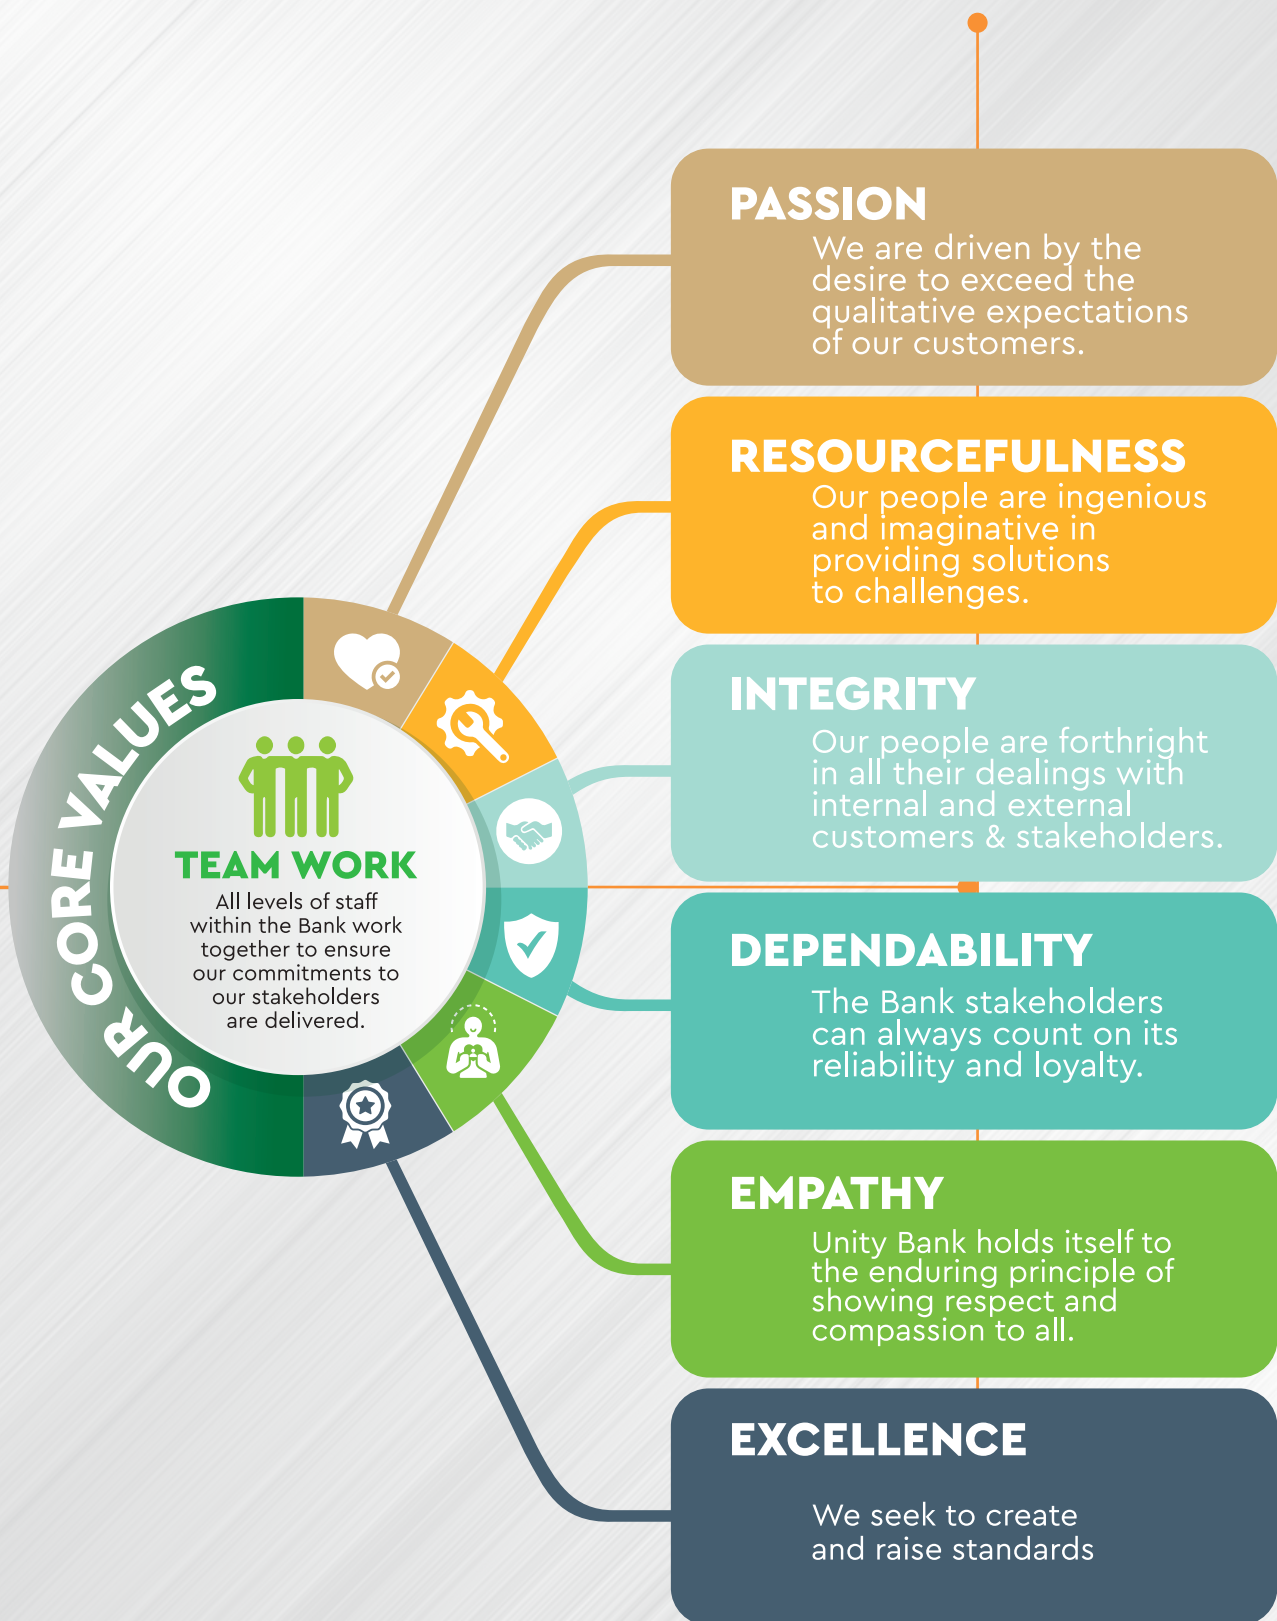 OUR CORE VALUES
TEAM WORK
All levels of staff
within the Bank work
together to ensure
our commitments to
our stakeholders
are delivered.
PASSION
We are driven by the
desire to exceed the
qualitative expectations
of our customers.
RESOURCEFULNESS
Our people are ingenious
and imaginative in
providing solutions
to challenges.
INTEGRITY
Our people are forthright
in all their dealings with
internal and external
customers & stakeholders.
DEPENDABILITY
The Bank stakeholders
can always count on its
reliability and loyalty.
EMPATHY
Unity Bank holds itself to
the enduring principle of
showing respect and
compassion to all.
EXCELLENCE
We seek to create
and raise standards